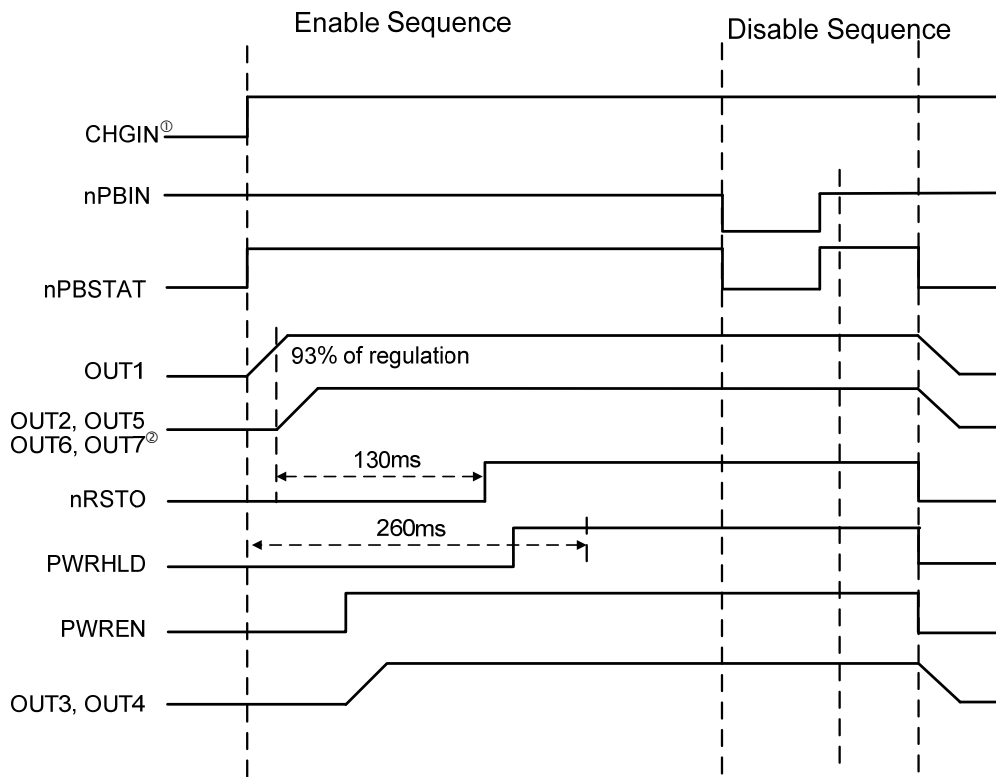 Enable Sequence
Disable Sequence
CHGIN①
nPBIN
nPBSTAT
93% of regulation
OUT1
OUT2, OUT5
OUT6, OUT7②
130ms
nRSTO
260ms
PWRHLD
PWREN
OUT3, OUT4